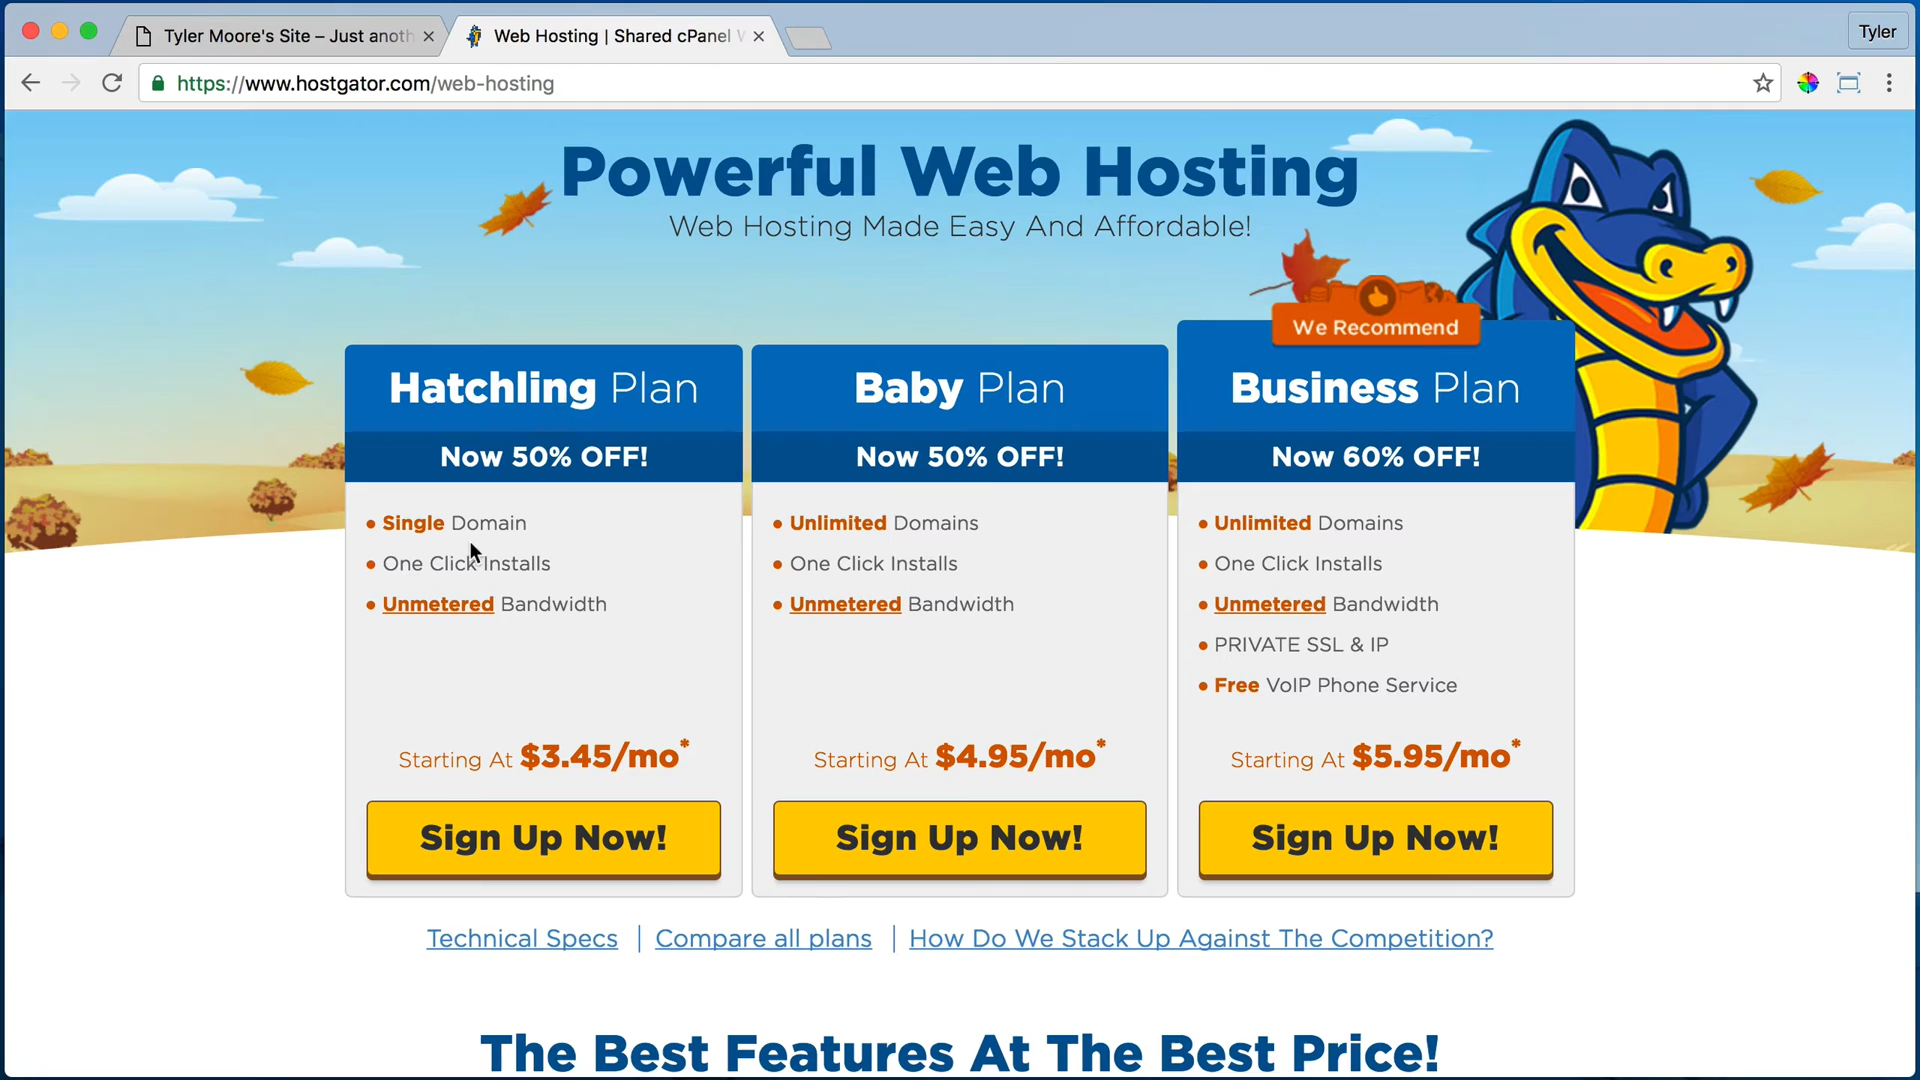 Tyler Moore's Site – Just anoth
Web Hosting | Shared cPanel W
Tyler
https://www.hostgator.com/web-hosting
Powerful Web Hosting
Web Hosting Made Easy And Affordable!
We Recommend
Hatchling Plan
Now 50% OFF!
Single Domain
One Click Installs
Unmetered Bandwidth
Starting At $3.45/mo*
Sign Up Now!
Baby Plan
Now 50% OFF!
Unlimited Domains
One Click Installs
Unmetered Bandwidth
Starting At $4.95/mo*
Sign Up Now!
Business Plan
Now 60% OFF!
Unlimited Domains
One Click Installs
Unmetered Bandwidth
PRIVATE SSL & IP
Free VoIP Phone Service
Starting At $5.95/mo*
Sign Up Now!
Technical Specs | Compare all plans | How Do We Stack Up Against The Competition?
The Best Features At The Best Price!